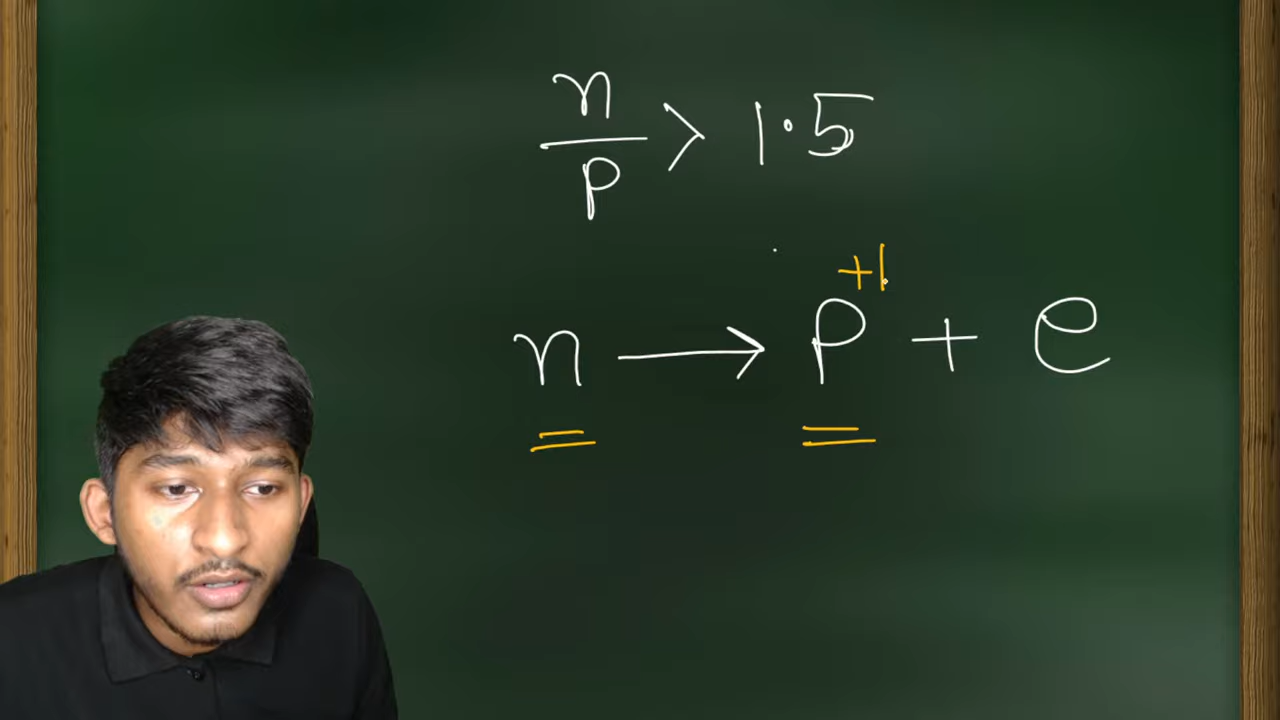 n/p > 1.5
+1
n → p + e